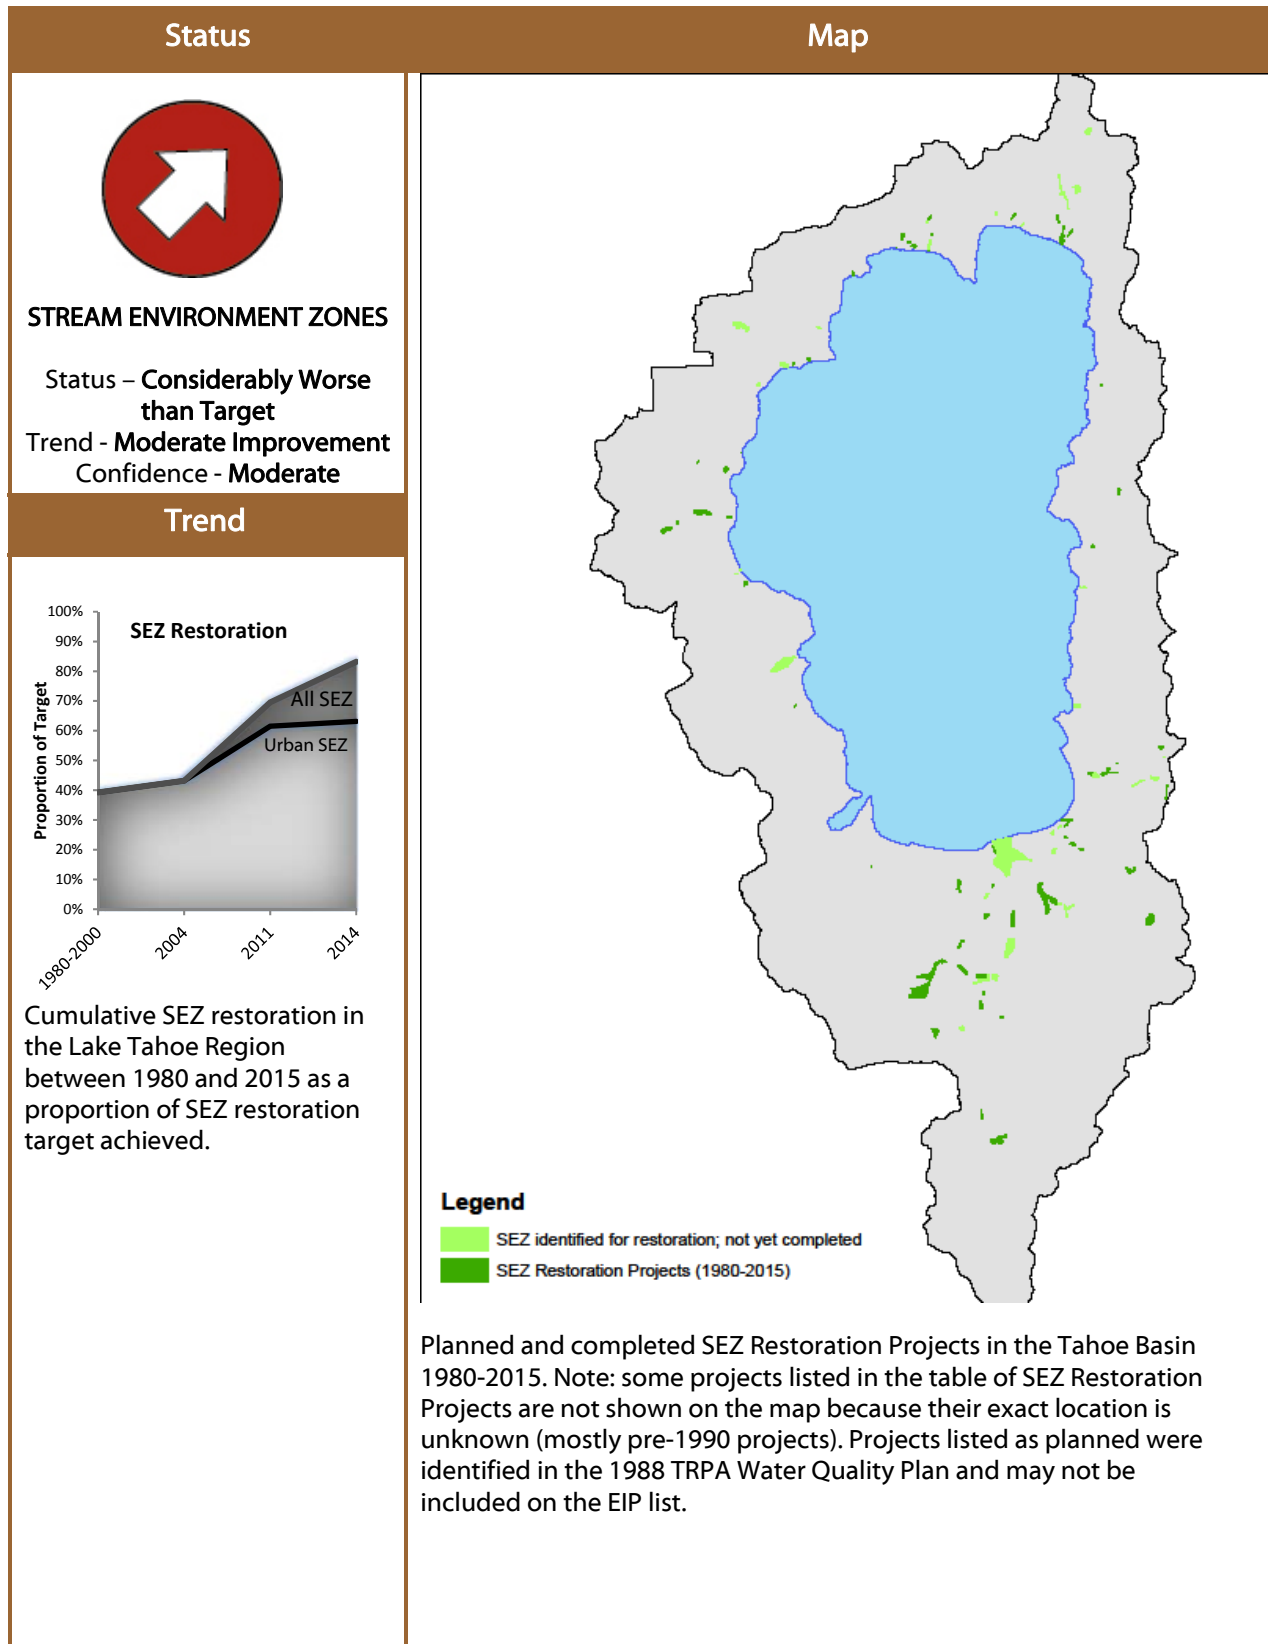 Status
Map
STREAM ENVIRONMENT ZONES
Status – Considerably Worse
than Target
Trend - Moderate Improvement
Confidence - Moderate
Trend
SEZ Restoration
100%
90%
80%
70%
60%
50%
40%
30%
20%
10%
0%
Proportion of Target
All SEZ
Urban SEZ
1980-2000
2004
2011
2014
Cumulative SEZ restoration in
the Lake Tahoe Region
between 1980 and 2015 as a
proportion of SEZ restoration
target achieved.
Legend
SEZ identified for restoration; not yet completed
SEZ Restoration Projects (1980-2015)
Planned and completed SEZ Restoration Projects in the Tahoe Basin
1980-2015. Note: some projects listed in the table of SEZ Restoration
Projects are not shown on the map because their exact location is
unknown (mostly pre-1990 projects). Projects listed as planned were
identified in the 1988 TRPA Water Quality Plan and may not be
included on the EIP list.